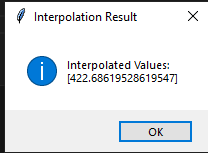 Interpolation Result
Interpolated Values:
[422.68619528619547]
OK